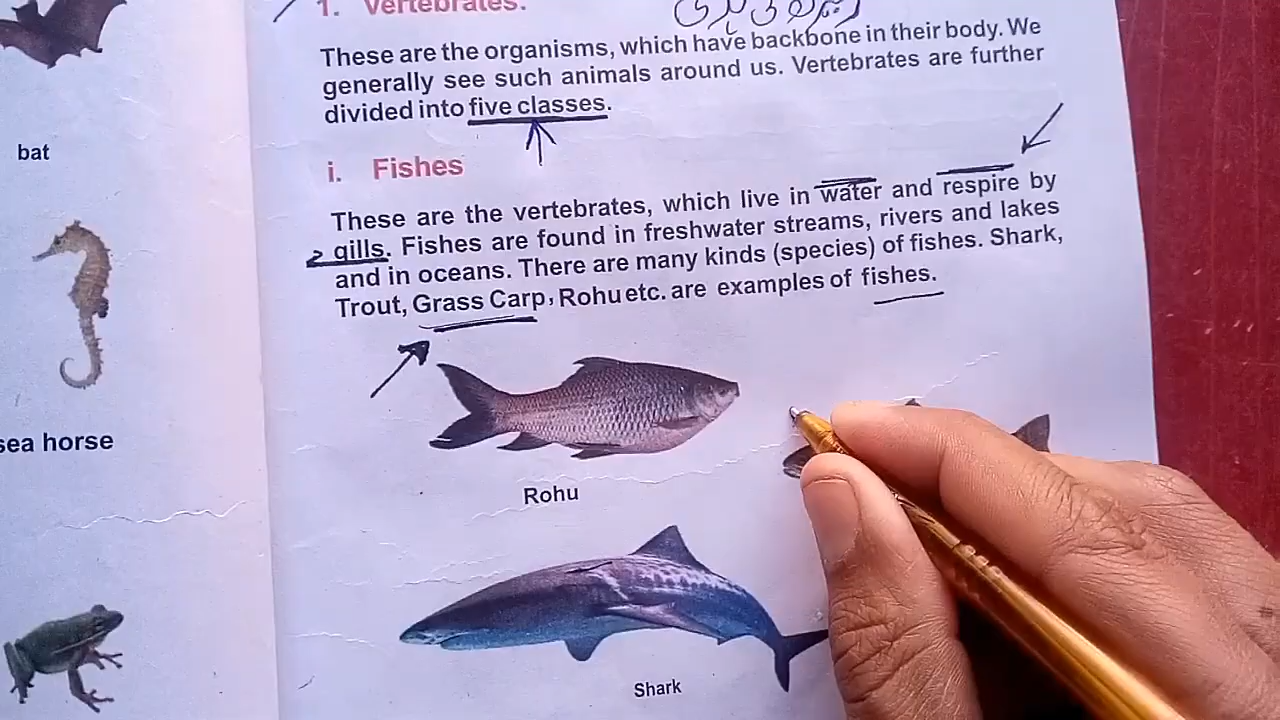 1. Vertebrates:
ریڑھ کی ہڈی
These are the organisms, which have backbone in their body. We
generally see such animals around us. Vertebrates are further
divided into five classes.
bat
i. Fishes
These are the vertebrates, which live in water and respire by
gills. Fishes are found in freshwater streams, rivers and lakes
and in oceans. There are many kinds (species) of fishes. Shark,
Trout, Grass Carp, Rohu etc. are examples of fishes.
sea horse
Rohu
Shark